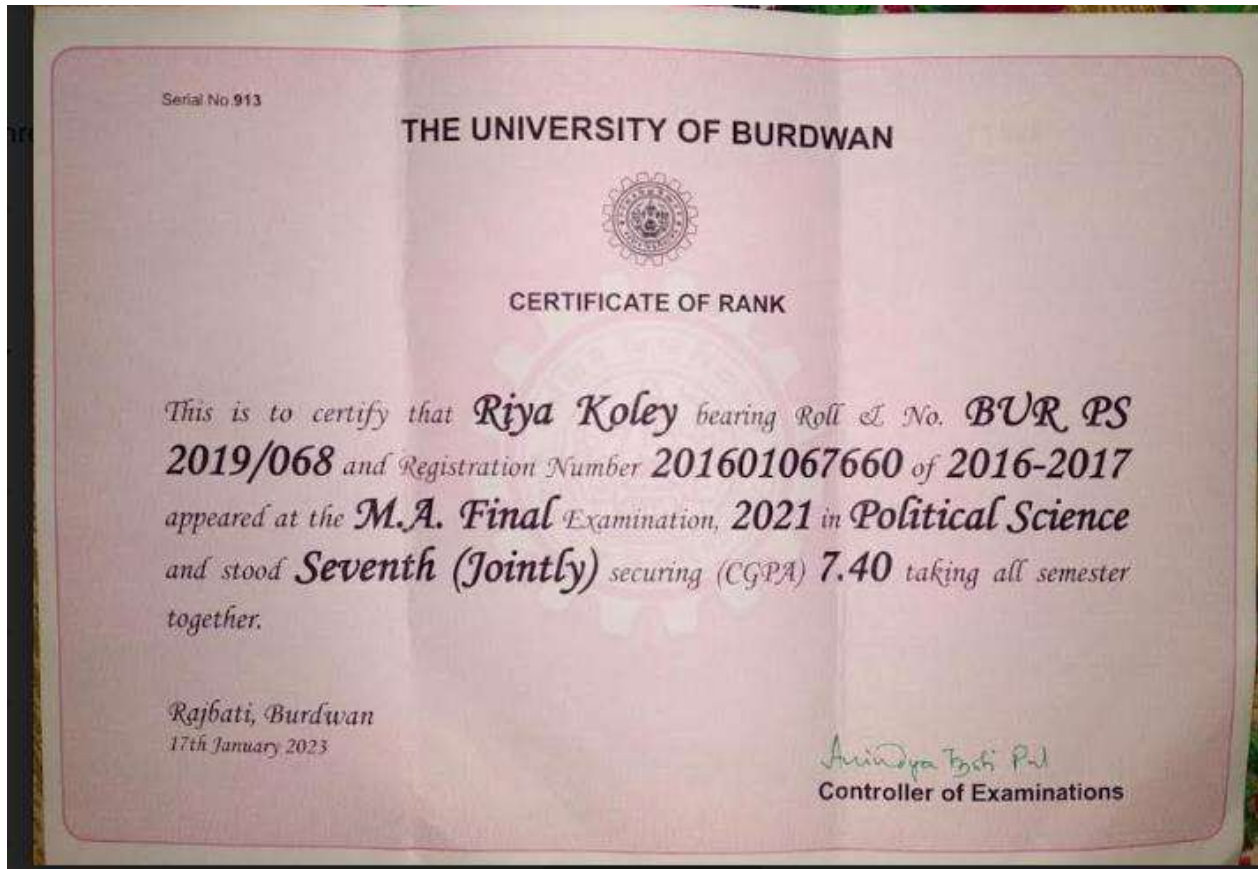 Serial No 913
THE UNIVERSITY OF BURDWAN
CERTIFICATE OF RANK
This is to certify that Riya Koley bearing Roll & No. BUR PS
2019/068 and Registration Number 201601067660 of 2016-2017
appeared at the M.A. Final Examination, 2021 in Political Science
and stood Seventh (Jointly) securing (CGPA) 7.40 taking all semester
together.
Rajbati, Burdwan
17th January 2023
Controller of Examinations